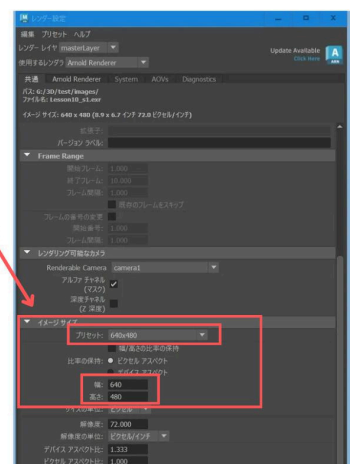 レンダー設定
編集 プリセット ヘルプ
レンダー レイヤ masterLayer
使用するレンダラ Arnold Renderer
Update Available
Click Here
共通 Arnold Renderer System AOVs Diagnostics
パス: G:/3D/test/images/
ファイル名: Lesson10_s1.exr
イメージ サイズ: 640 x 480 (8.9 x 6.7 インチ 72.0 ピクセル/インチ)
拡張子:
バージョン ラベル:
Frame Range
開始フレーム: 1.000
終了フレーム: 10.000
フレーム間隔: 1.000
既存のフレームをスキップ
フレームの番号の変更
開始番号: 1.000
フレーム間隔: 1.000
レンダリング可能なカメラ
Renderable Camera camera1
アルファ チャネル
(マスク)
深度チャネル
(Z 深度)
イメージ サイズ
プリセット: 640x480
幅/高さの比率の保持
比率の保持: ピクセル アスペクト
デバイス アスペクト
幅: 640
高さ: 480
サイズの単位: ピクセル
解像度: 72.000
解像度の単位: ピクセル/インチ
デバイス アスペクト比: 1.333
ピクセル アスペクト比: 1.000